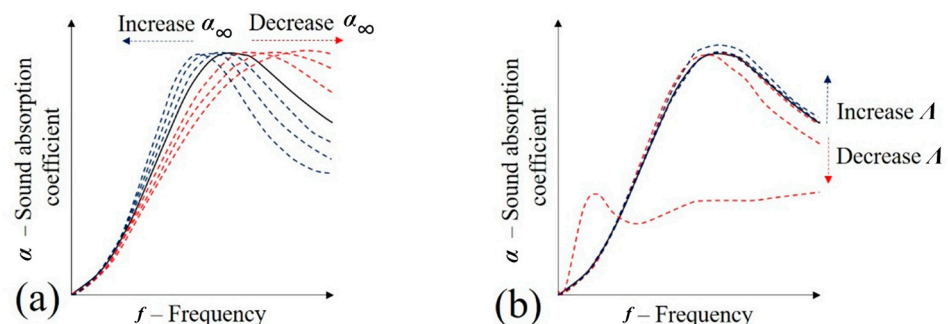 Increase α∞ Decrease α∞
α – Sound absorption
coefficient
(a)
f – Frequency
α – Sound absorption
coefficient
Increase Λ
Decrease Λ
(b)
f – Frequency